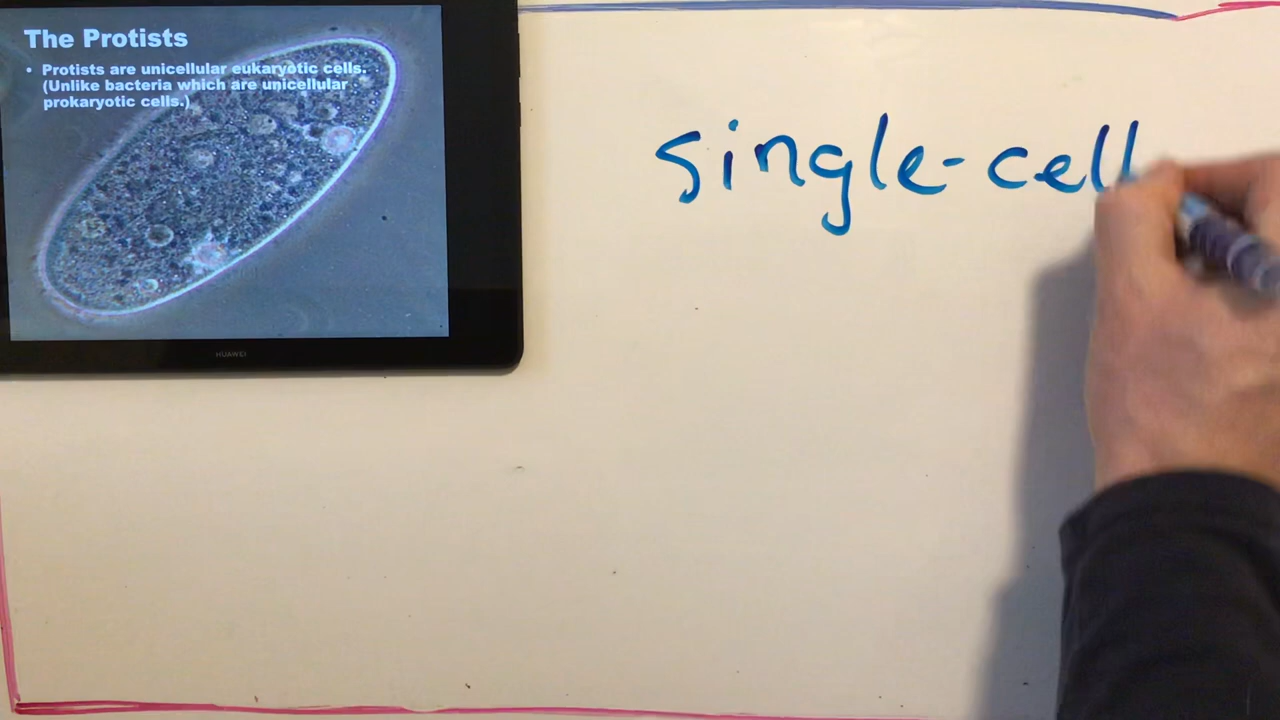 The Protists
• Protists are unicellular eukaryotic cells.
(Unlike bacteria which are unicellular
prokaryotic cells.)
HUAWEI
single-cell